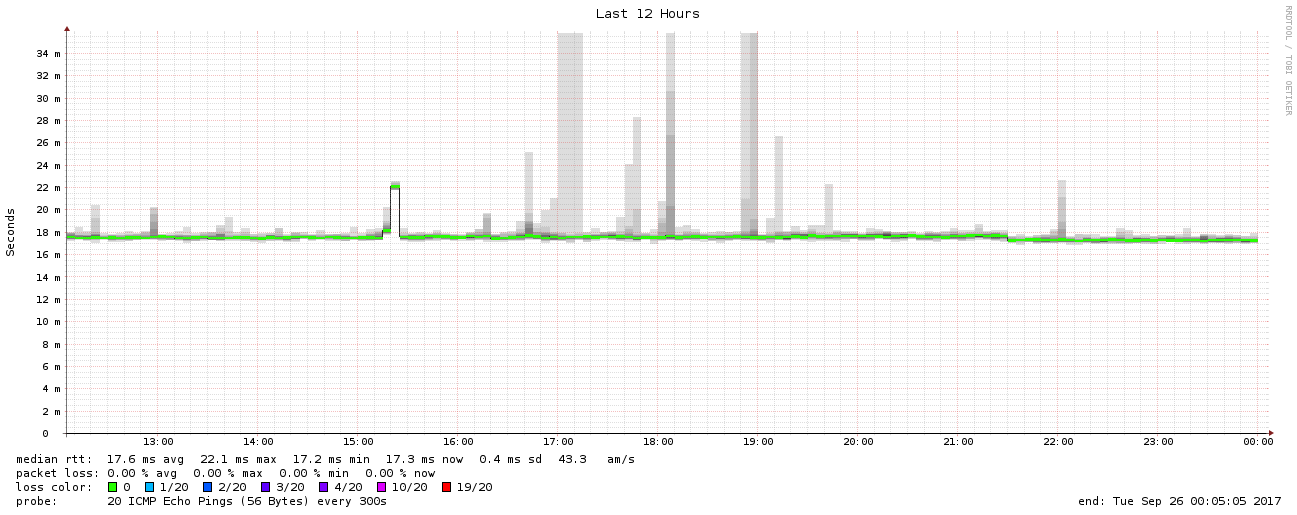 Last 12 Hours
RRDTOOL / TOBI OETIKER
Seconds
34 m
32 m
30 m
28 m
26 m
24 m
22 m
20 m
18 m
16 m
14 m
12 m
10 m
8 m
6 m
4 m
2 m
0
13:00 14:00 15:00 16:00 17:00 18:00 19:00 20:00 21:00 22:00 23:00 00:00
median rtt: 17.6 ms avg 22.1 ms max 17.2 ms min 17.3 ms now 0.4 ms sd 43.3 am/s
packet loss: 0.00 % avg 0.00 % max 0.00 % min 0.00 % now
loss color: 0 1/20 2/20 3/20 4/20 10/20 19/20
probe: 20 ICMP Echo Pings (56 Bytes) every 300s end: Tue Sep 26 00:05:05 2017